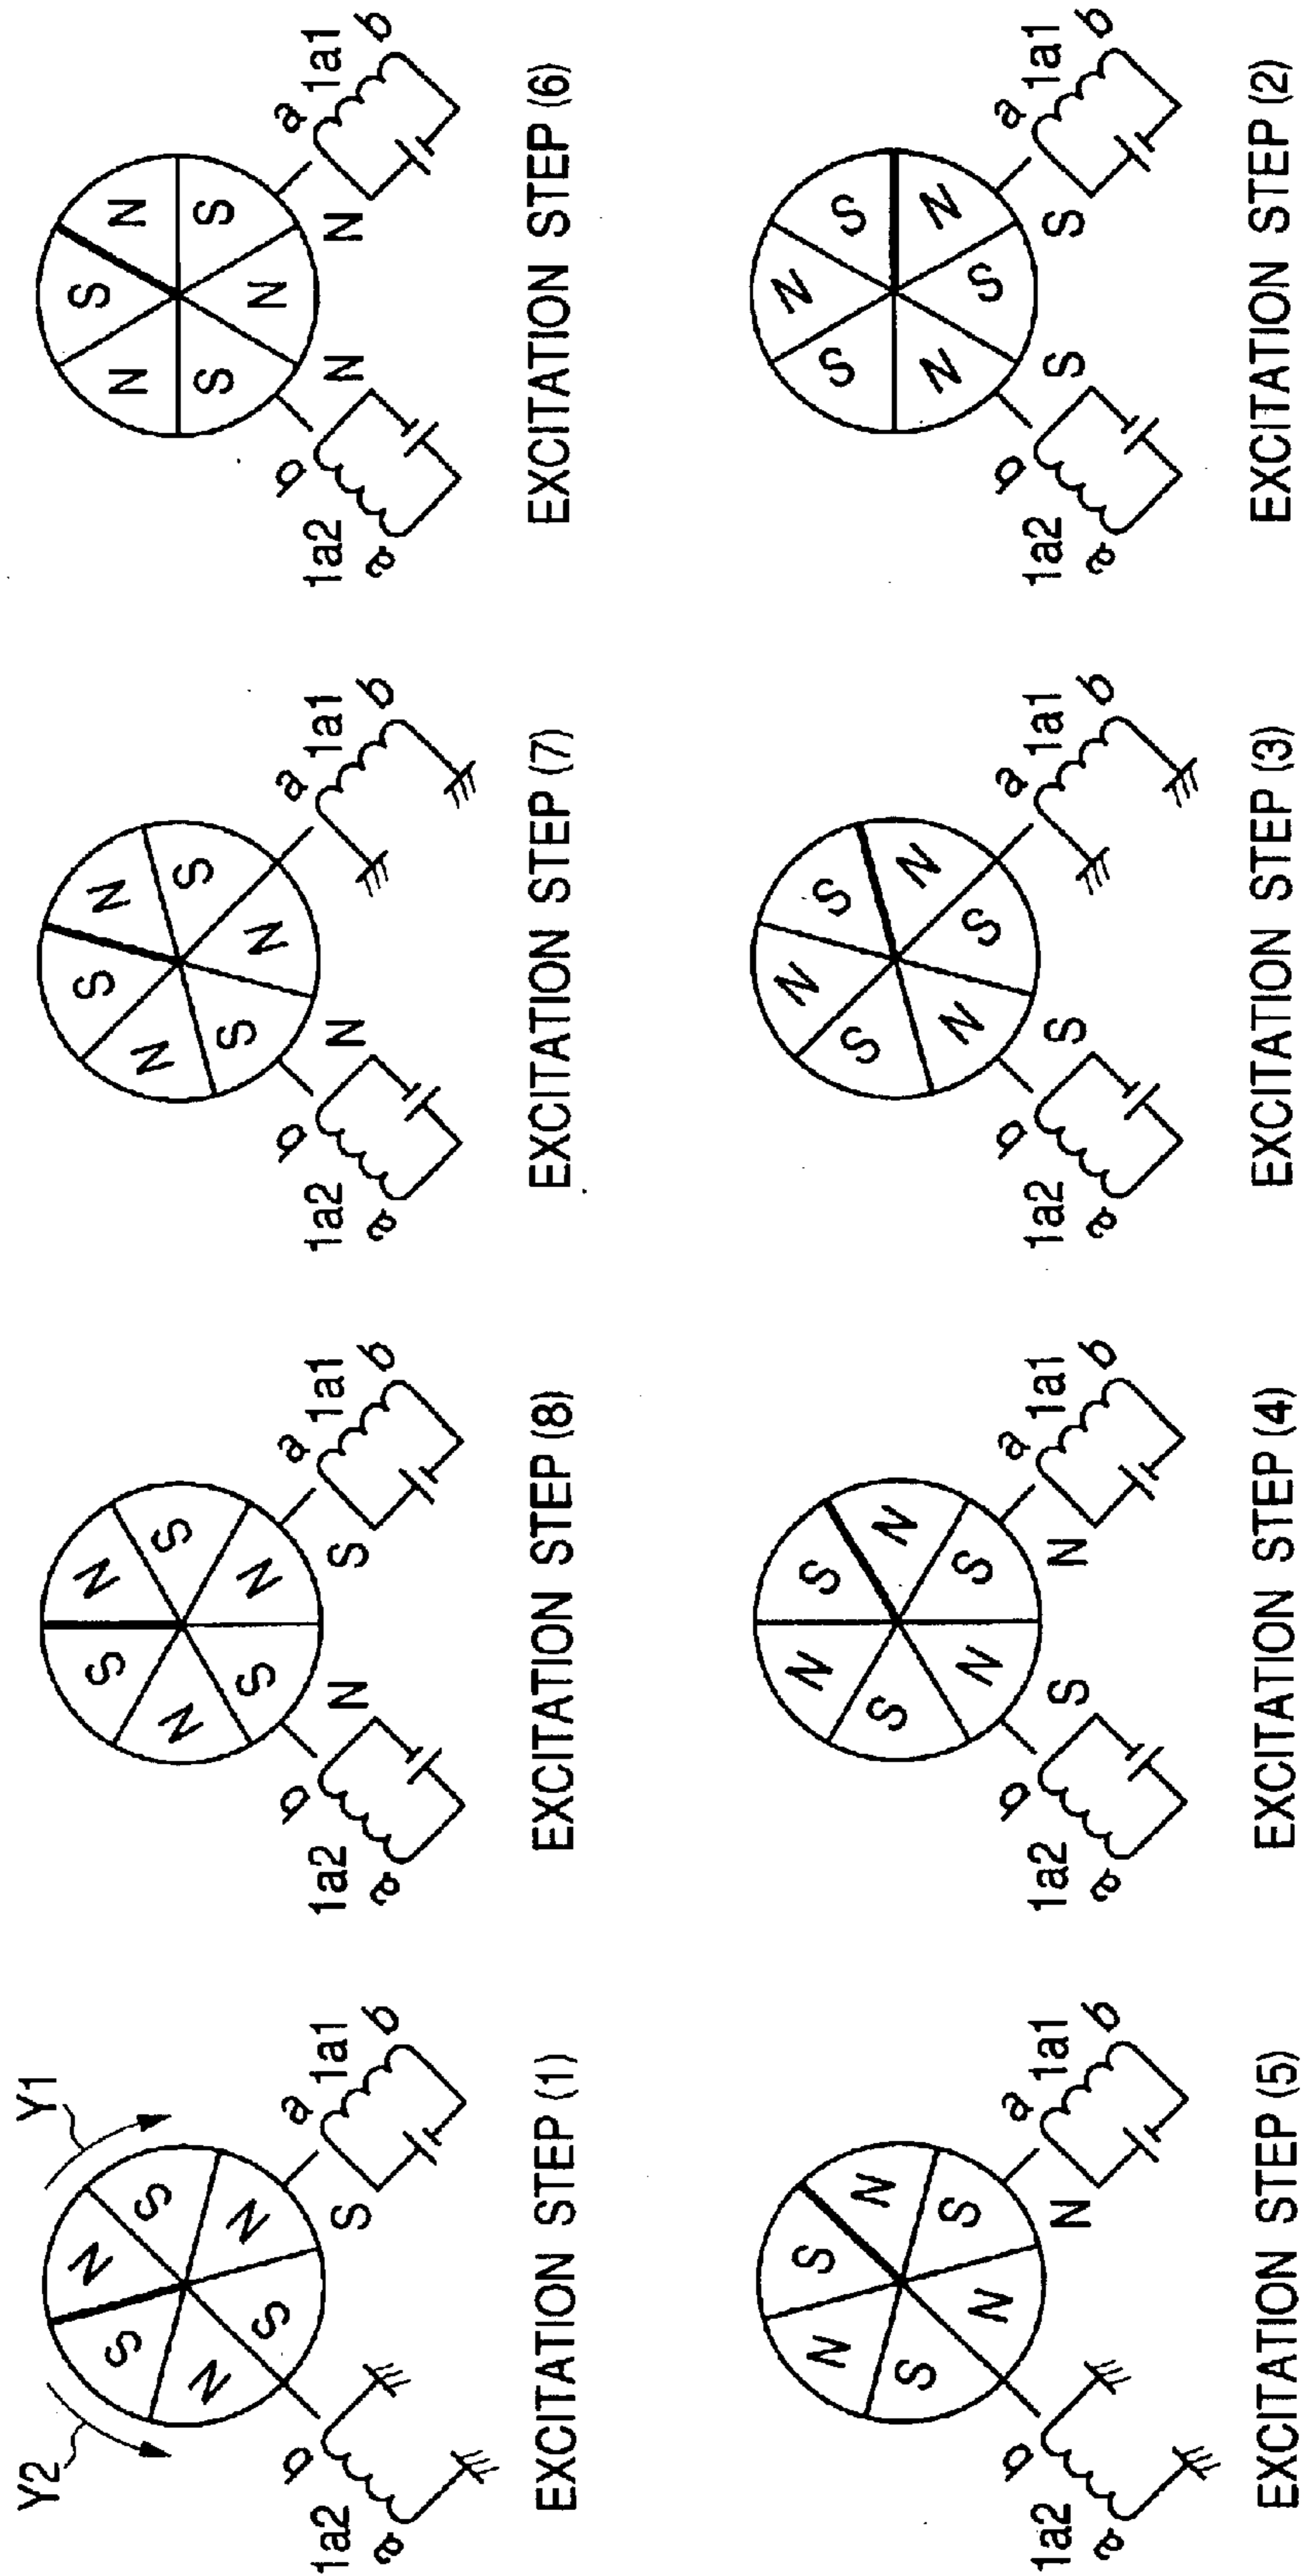 Y2 Y1
S N S
N S N
S
1a2 b a 1a1
a b
EXCITATION STEP (1)
S N
N S
S N
N S
1a2 b a 1a1
a b
EXCITATION STEP (8)
S N
N S
S N
N
1a2 b a 1a1
a b
EXCITATION STEP (7)
N S N
S N S
N N
1a2 b a 1a1
a b
EXCITATION STEP (6)
N S N
S N S
N
1a2 b a 1a1
a b
EXCITATION STEP (5)
N S
S N
N S
S N
1a2 b a 1a1
a b
EXCITATION STEP (4)
N S
S N
N S
S
1a2 b a 1a1
a b
EXCITATION STEP (3)
S N S
N S N
S S
1a2 b a 1a1
a b
EXCITATION STEP (2)